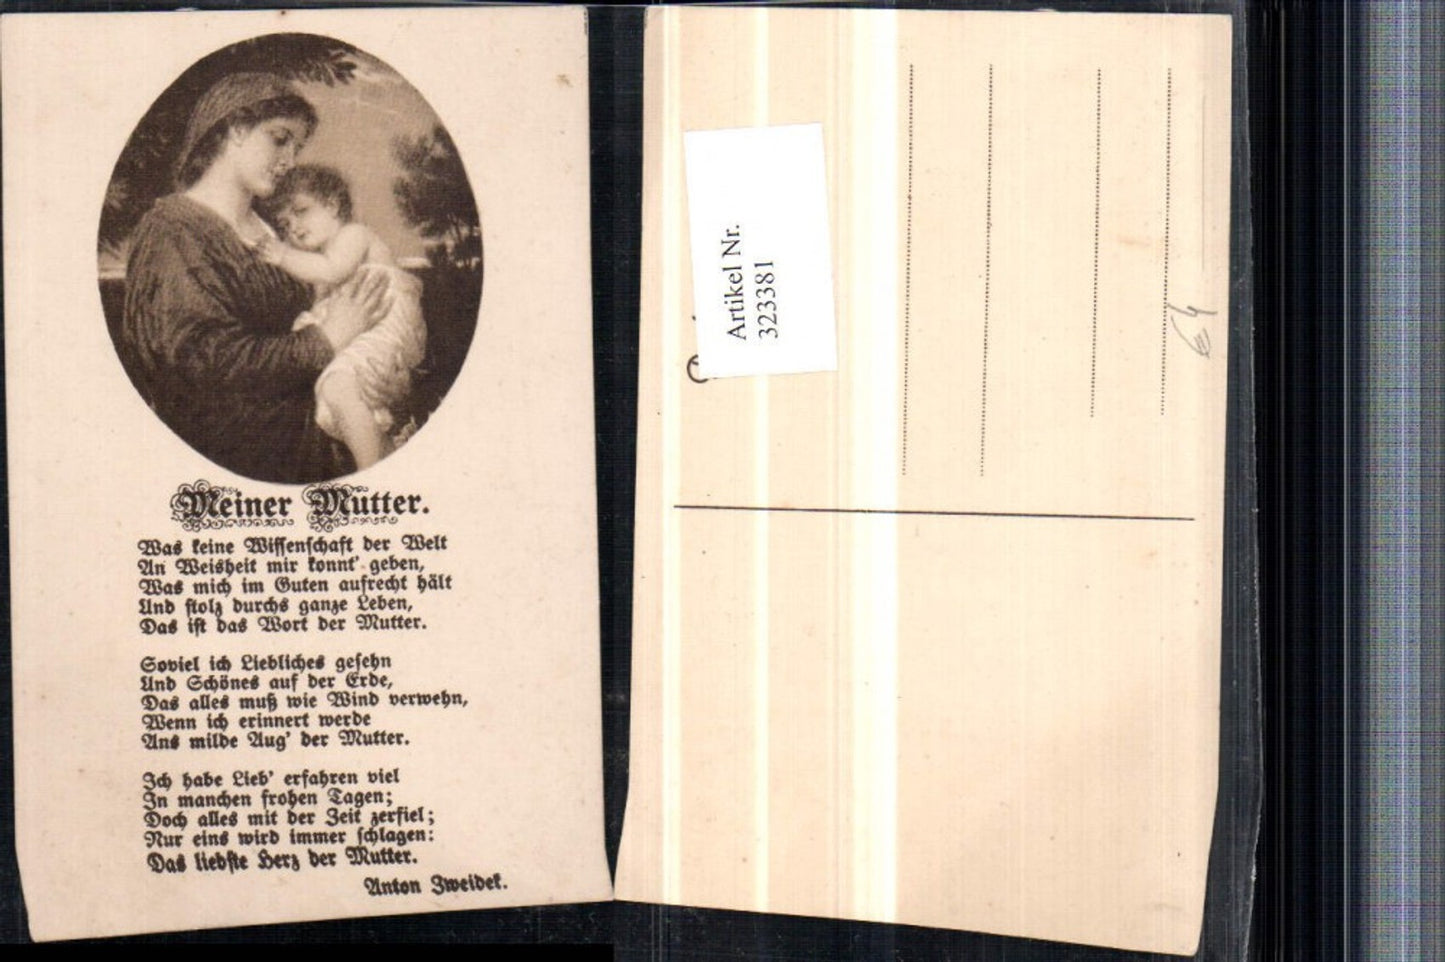 Meiner Mutter.
Was keine Wissenschaft der Welt
An Weisheit mir konnt' geben,
Was mich im Guten aufrecht hält
Und stolz durchs ganze Leben,
Das ist das Wort der Mutter.
Soviel ich Liebliches gesehn
Und Schönes auf der Erde,
Das alles muß wie Wind verwehn,
Wenn ich erinnert werde
Ans milde Aug' der Mutter.
Ich habe Lieb' erfahren viel
In manchen frohen Tagen;
Doch alles mit der Zeit zerfiel;
Nur eins wird immer schlagen:
Das liebste Herz der Mutter.
Anton Zweidek.
Artikel Nr.
323381